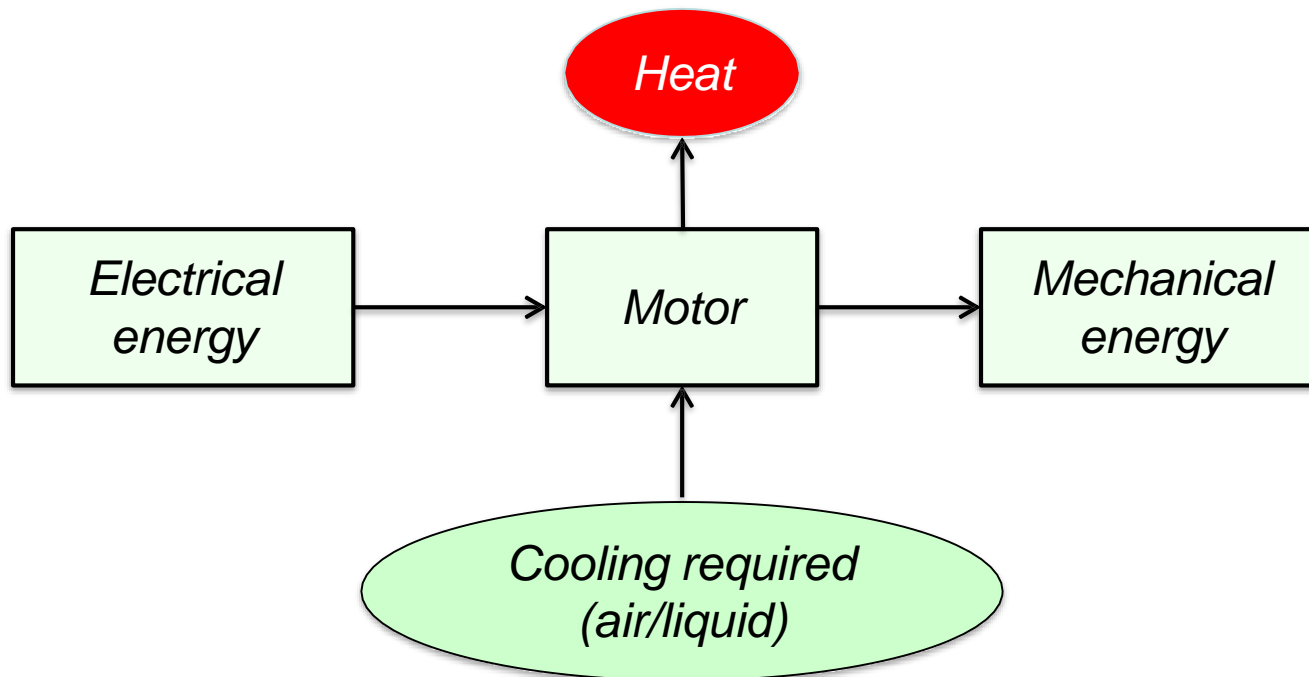 Heat
Electrical
energy
Motor
Mechanical
energy
Cooling required
(air/liquid)